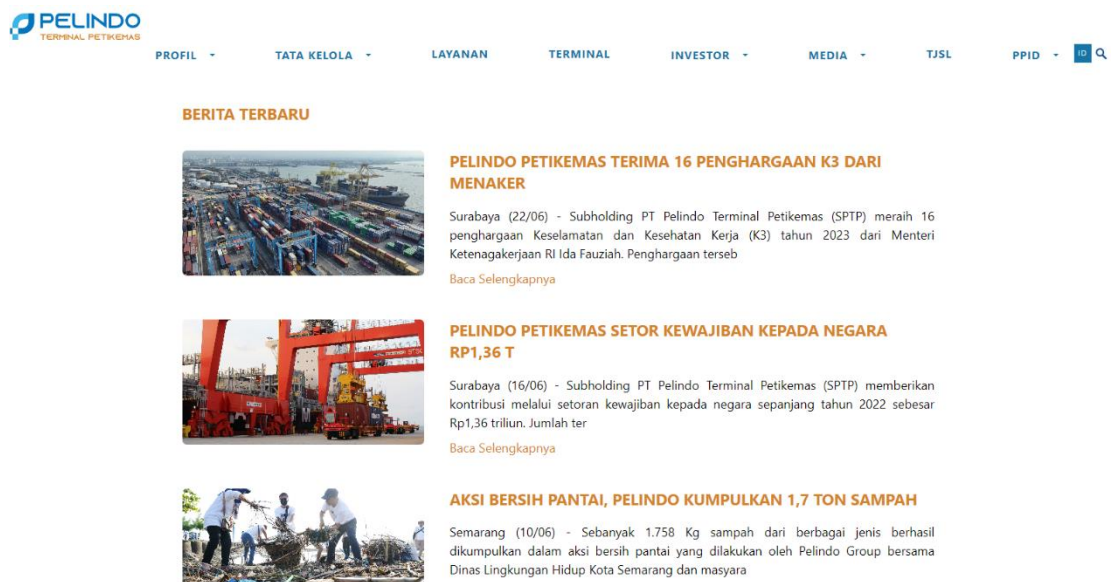 PELINDO
TERMINAL PETIKEMAS
PROFIL TATA KELOLA LAYANAN TERMINAL INVESTOR MEDIA TJSL PPID ID
BERITA TERBARU
PELINDO PETIKEMAS TERIMA 16 PENGHARGAAN K3 DARI
MENAKER
Surabaya (22/06) - Subholding PT Pelindo Terminal Petikemas (SPTP) meraih 16
penghargaan Keselamatan dan Kesehatan Kerja (K3) tahun 2023 dari Menteri
Ketenagakerjaan RI Ida Fauziah. Penghargaan terseb
Baca Selengkapnya
PELINDO PETIKEMAS SETOR KEWAJIBAN KEPADA NEGARA
RP1,36 T
Surabaya (16/06) - Subholding PT Pelindo Terminal Petikemas (SPTP) memberikan
kontribusi melalui setoran kewajiban kepada negara sepanjang tahun 2022 sebesar
Rp1,36 triliun. Jumlah ter
Baca Selengkapnya
AKSI BERSIH PANTAI, PELINDO KUMPULKAN 1,7 TON SAMPAH
Semarang (10/06) - Sebanyak 1.758 Kg sampah dari berbagai jenis berhasil
dikumpulkan dalam aksi bersih pantai yang dilakukan oleh Pelindo Group bersama
Dinas Lingkungan Hidup Kota Semarang dan masyara